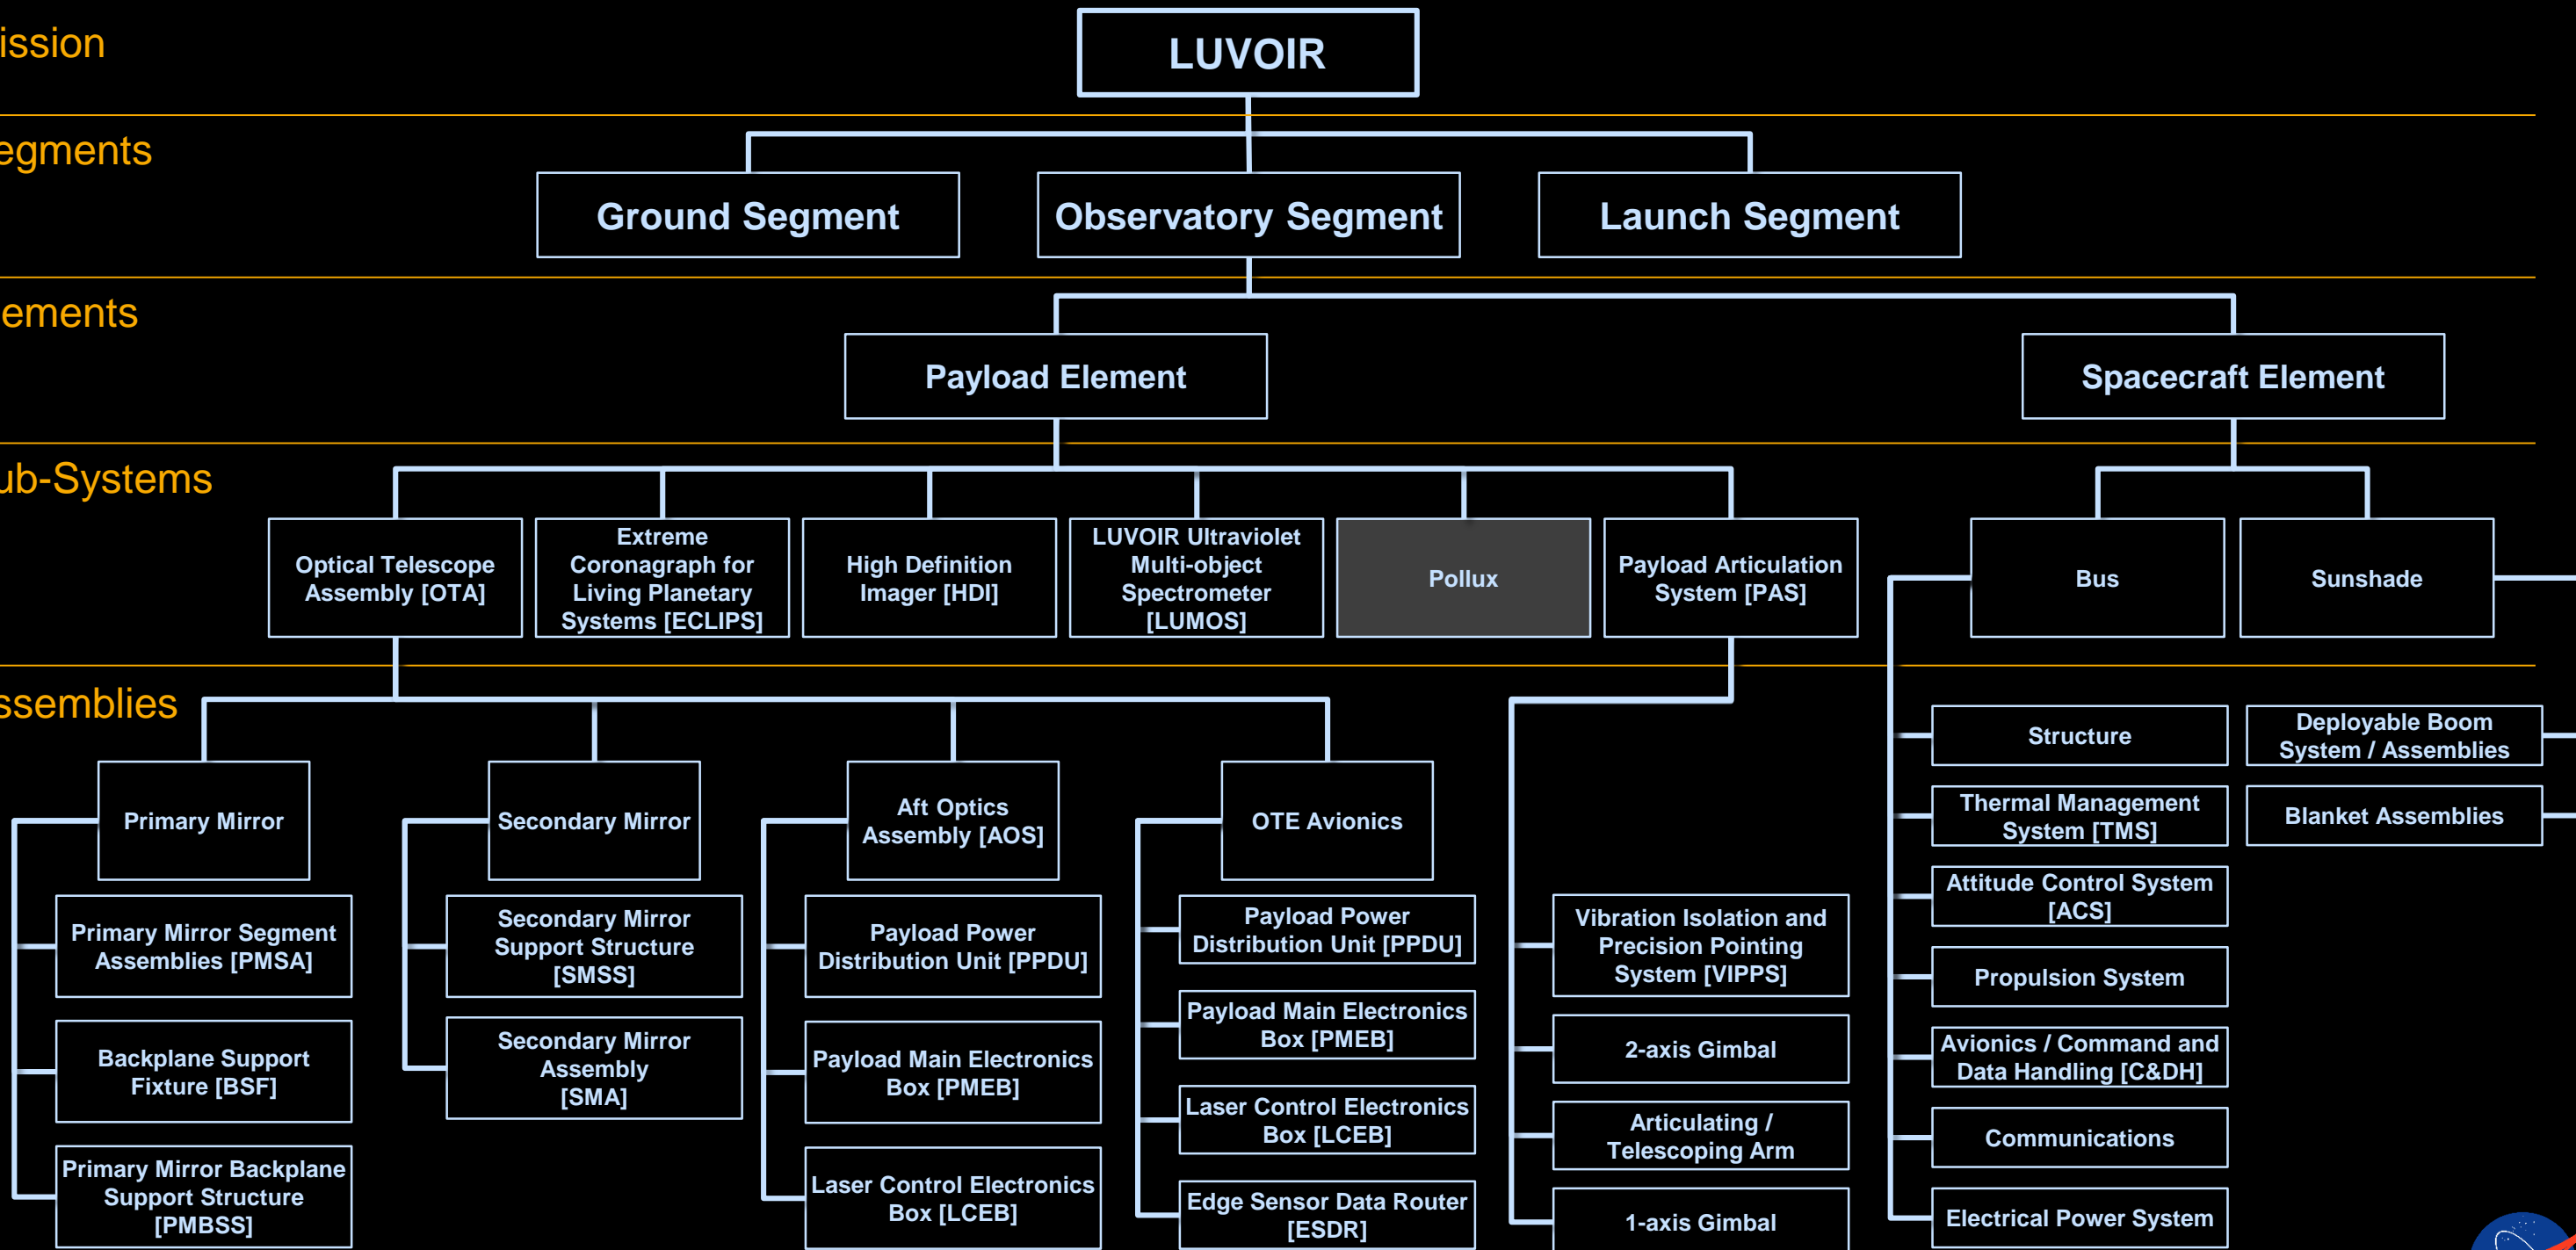 ission
LUVOIR
egments
Ground Segment
Observatory Segment
Launch Segment
ements
Payload Element
Spacecraft Element
ub-Systems
Optical Telescope
Assembly [OTA]
Extreme
Coronagraph for
Living Planetary
Systems [ECLIPS]
High Definition
Imager [HDI]
LUVOIR Ultraviolet
Multi-object
Spectrometer
[LUMOS]
Pollux
Payload Articulation
System [PAS]
Bus
Sunshade
ssemblies
Primary Mirror
Primary Mirror Segment
Assemblies [PMSA]
Backplane Support
Fixture [BSF]
Primary Mirror Backplane
Support Structure
[PMBSS]
Secondary Mirror
Secondary Mirror
Support Structure
[SMSS]
Secondary Mirror
Assembly
[SMA]
Aft Optics
Assembly [AOS]
Payload Power
Distribution Unit [PPDU]
Payload Main Electronics
Box [PMEB]
Laser Control Electronics
Box [LCEB]
OTE Avionics
Payload Power
Distribution Unit [PPDU]
Payload Main Electronics
Box [PMEB]
Laser Control Electronics
Box [LCEB]
Edge Sensor Data Router
[ESDR]
Vibration Isolation and
Precision Pointing
System [VIPPS]
2-axis Gimbal
Articulating /
Telescoping Arm
1-axis Gimbal
Structure
Thermal Management
System [TMS]
Attitude Control System
[ACS]
Propulsion System
Avionics / Command and
Data Handling [C&DH]
Communications
Electrical Power System
Deployable Boom
System / Assemblies
Blanket Assemblies